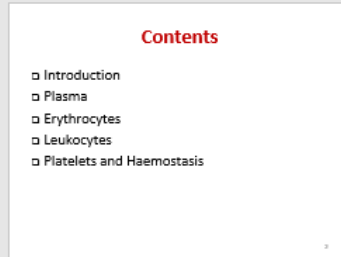 Contents
Introduction
Plasma
Erythrocytes
Leukocytes
Platelets and Haemostasis